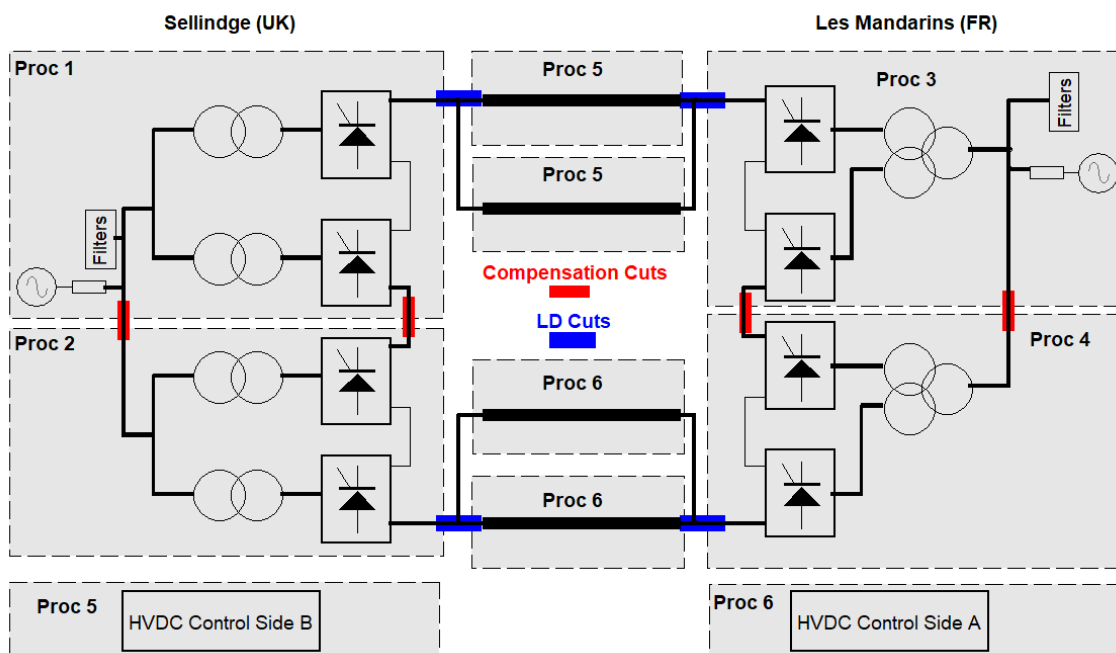 Sellindge (UK)
Les Mandarins (FR)
Proc 1
Proc 5
Proc 3
Filters
Proc 5
Filters
Compensation Cuts
LD Cuts
Proc 2
Proc 4
Proc 6
Proc 6
Proc 5
HVDC Control Side B
Proc 6
HVDC Control Side A